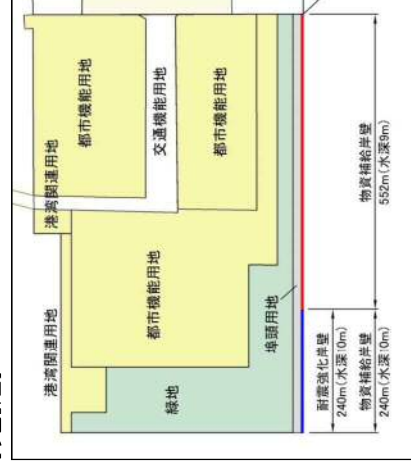 港湾関連用地
都市機能用地
交通機能用地
都市機能用地
港湾関連用地
都市機能用地
緑地
埠頭用地
物資補給岸壁
552m(水深9m)
耐震強化岸壁
240m(水深10m)
物資補給岸壁
240m(水深10m)